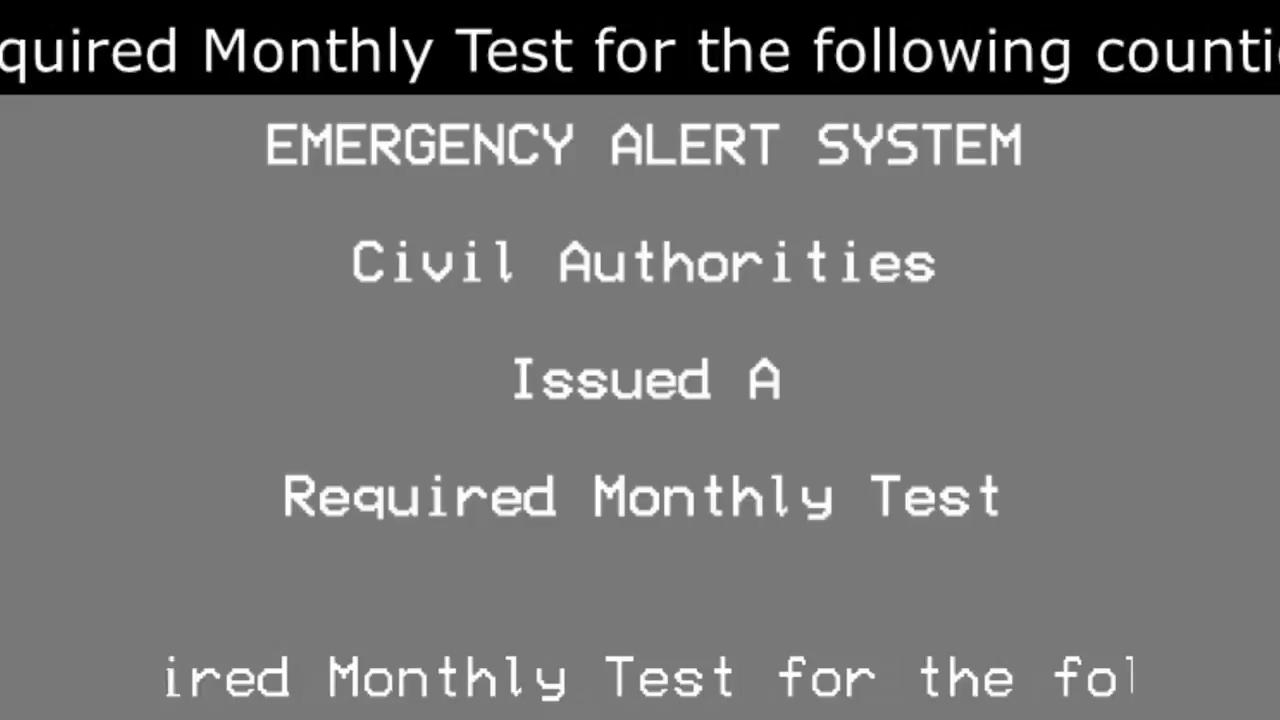 quired Monthly Test for the following counti
EMERGENCY ALERT SYSTEM
Civil Authorities
Issued A
Required Monthly Test
ired Monthly Test for the fol